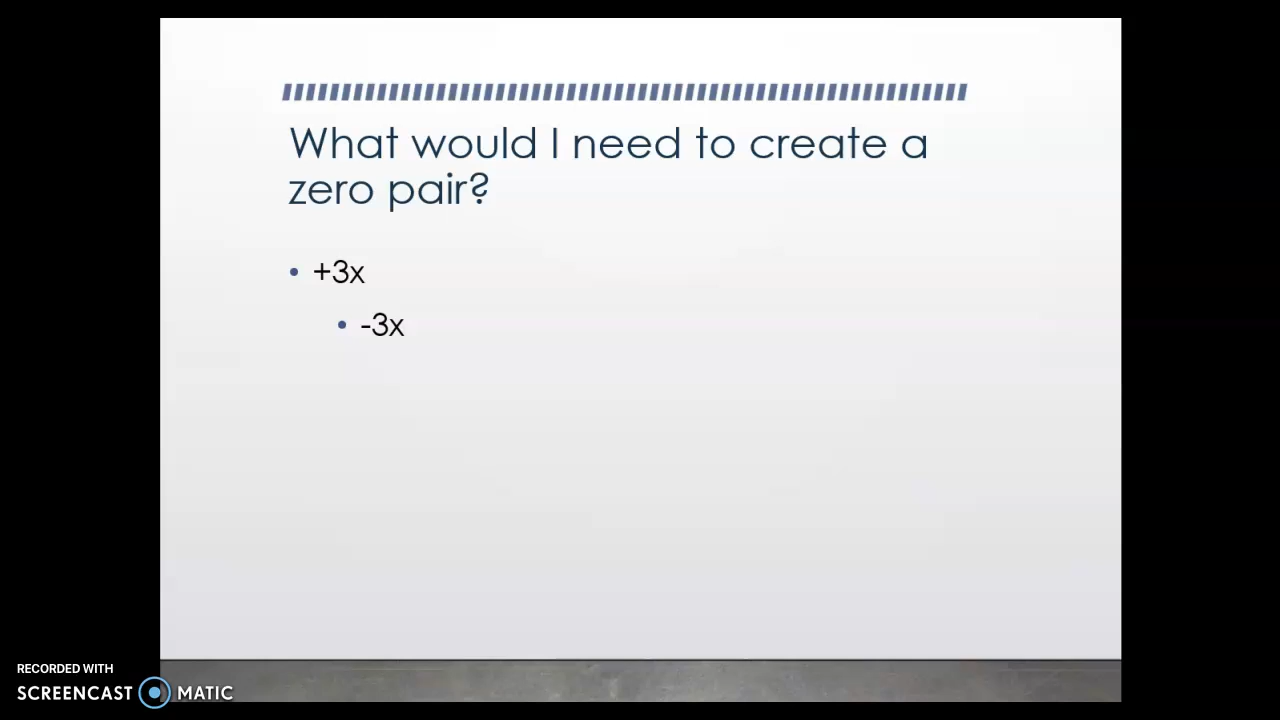 What would I need to create a
zero pair?
• +3x
• -3x
RECORDED WITH
SCREENCAST MATIC